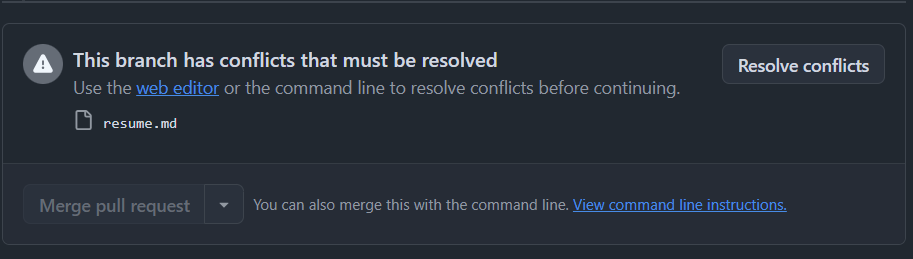 This branch has conflicts that must be resolved
Resolve conflicts
Use the web editor or the command line to resolve conflicts before continuing.
resume.md
Merge pull request
You can also merge this with the command line. View command line instructions.